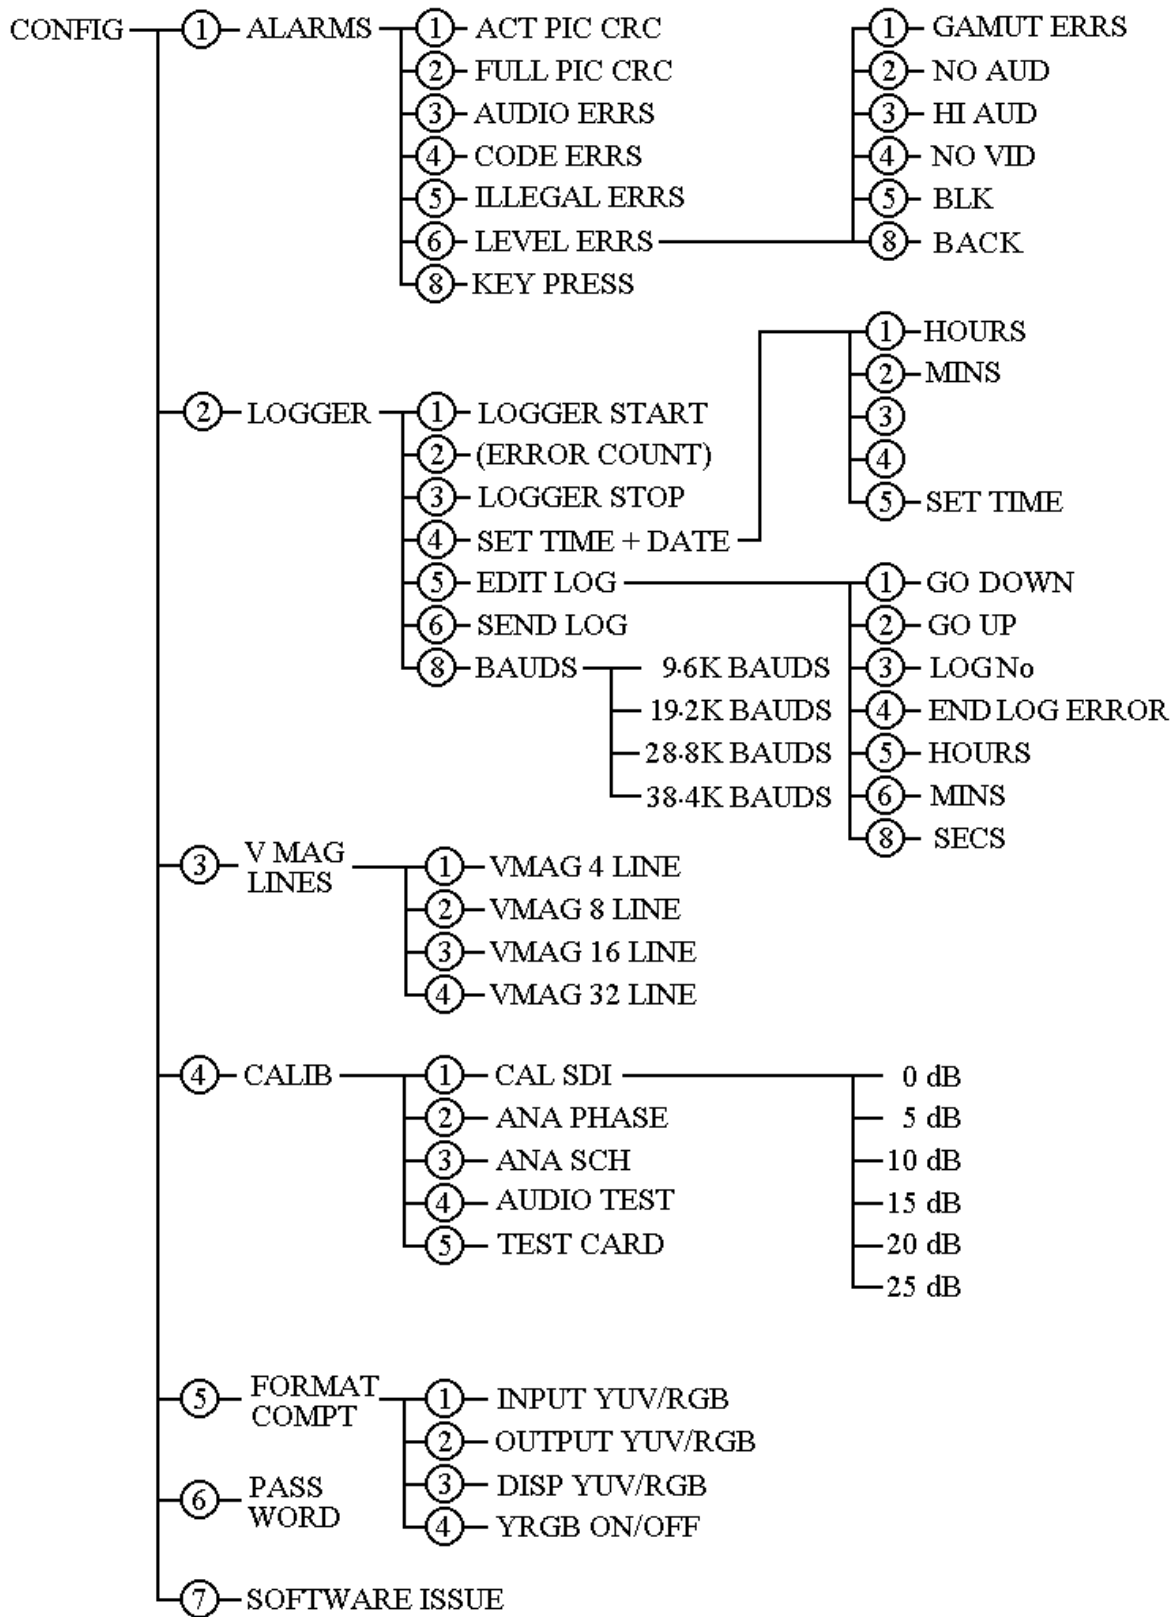 CONFIG
1 ALARMS
1 ACT PIC CRC
2 FULL PIC CRC
3 AUDIO ERRS
4 CODE ERRS
5 ILLEGAL ERRS
6 LEVEL ERRS
8 KEY PRESS
1 GAMUT ERRS
2 NO AUD
3 HI AUD
4 NO VID
5 BLK
8 BACK
2 LOGGER
1 LOGGER START
2 (ERROR COUNT)
3 LOGGER STOP
4 SET TIME + DATE
5 EDIT LOG
6 SEND LOG
8 BAUDS
1 HOURS
2 MINS
3
4
5 SET TIME
1 GO DOWN
2 GO UP
3 LOG No
4 END LOG ERROR
5 HOURS
6 MINS
8 SECS
9·6K BAUDS
19·2K BAUDS
28·8K BAUDS
38·4K BAUDS
3 V MAG
LINES
1 VMAG 4 LINE
2 VMAG 8 LINE
3 VMAG 16 LINE
4 VMAG 32 LINE
4 CALIB
1 CAL SDI
2 ANA PHASE
3 ANA SCH
4 AUDIO TEST
5 TEST CARD
0 dB
5 dB
10 dB
15 dB
20 dB
25 dB
5 FORMAT
COMPT
1 INPUT YUV/RGB
2 OUTPUT YUV/RGB
3 DISP YUV/RGB
4 YRGB ON/OFF
6 PASS
WORD
7 SOFTWARE ISSUE